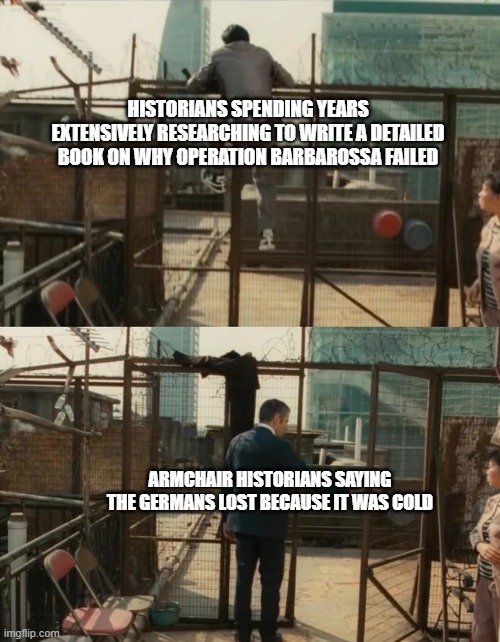 HISTORIANS SPENDING YEARS
EXTENSIVELY RESEARCHING TO WRITE A DETAILED
BOOK ON WHY OPERATION BARBAROSSA FAILED
ARMCHAIR HISTORIANS SAYING
THE GERMANS LOST BECAUSE IT WAS COLD
imgflip.com